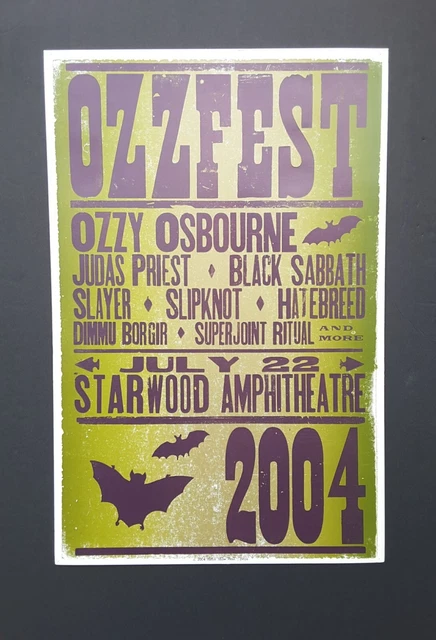 OZZFEST
OZZY OSBOURNE
JUDAS PRIEST ♦ BLACK SABBATH
SLAYER ♦ SLIPKNOT ♦ HATEBREED
DIMMU BORGIR ♦ SUPERJOINT RITUAL AND MORE
JULY 22
STARWOOD AMPHITHEATRE
2004